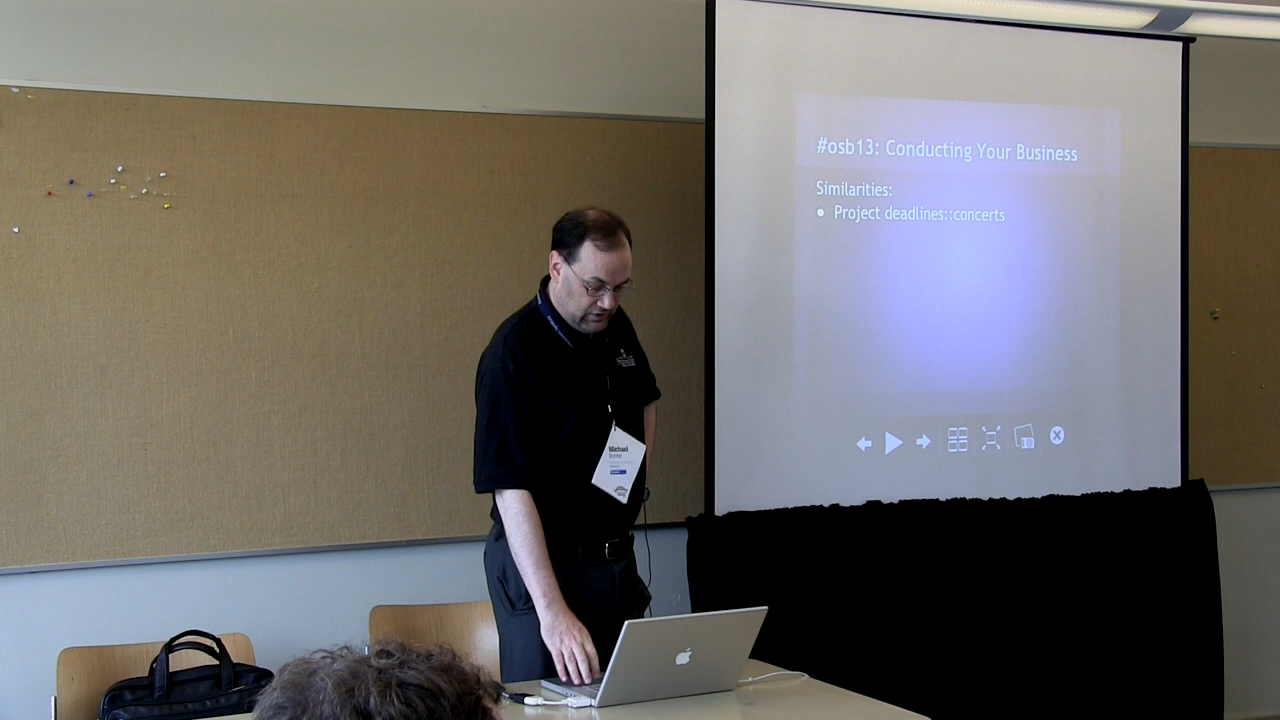 #osb13: Conducting Your Business
Similarities:
• Project deadlines::concerts
Michael